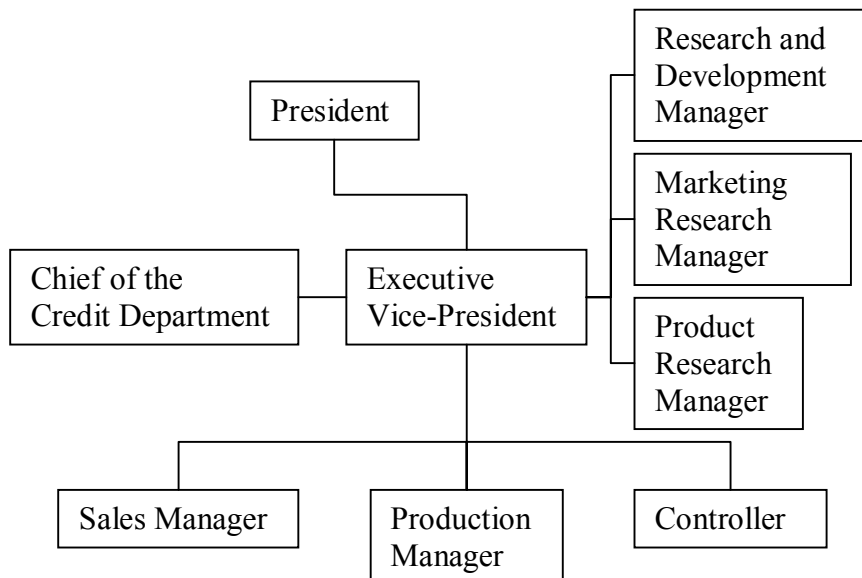 President
Research and
Development
Manager
Marketing
Research
Manager
Chief of the
Credit Department
Executive
Vice-President
Product
Research
Manager
Sales Manager
Production
Manager
Controller